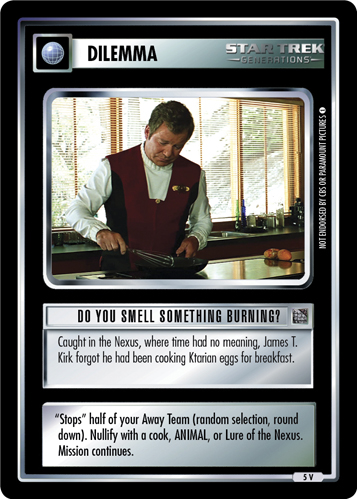 DILEMMA
STAR TREK
GENERATIONS
NOT ENDORSED BY CBS OR PARAMOUNT PICTURES
DO YOU SMELL SOMETHING BURNING?
Caught in the Nexus, where time had no meaning, James T.
Kirk forgot he had been cooking Ktarian eggs for breakfast.
"Stops" half of your Away Team (random selection, round
down). Nullify with a cook, ANIMAL, or Lure of the Nexus.
Mission continues.
5 V